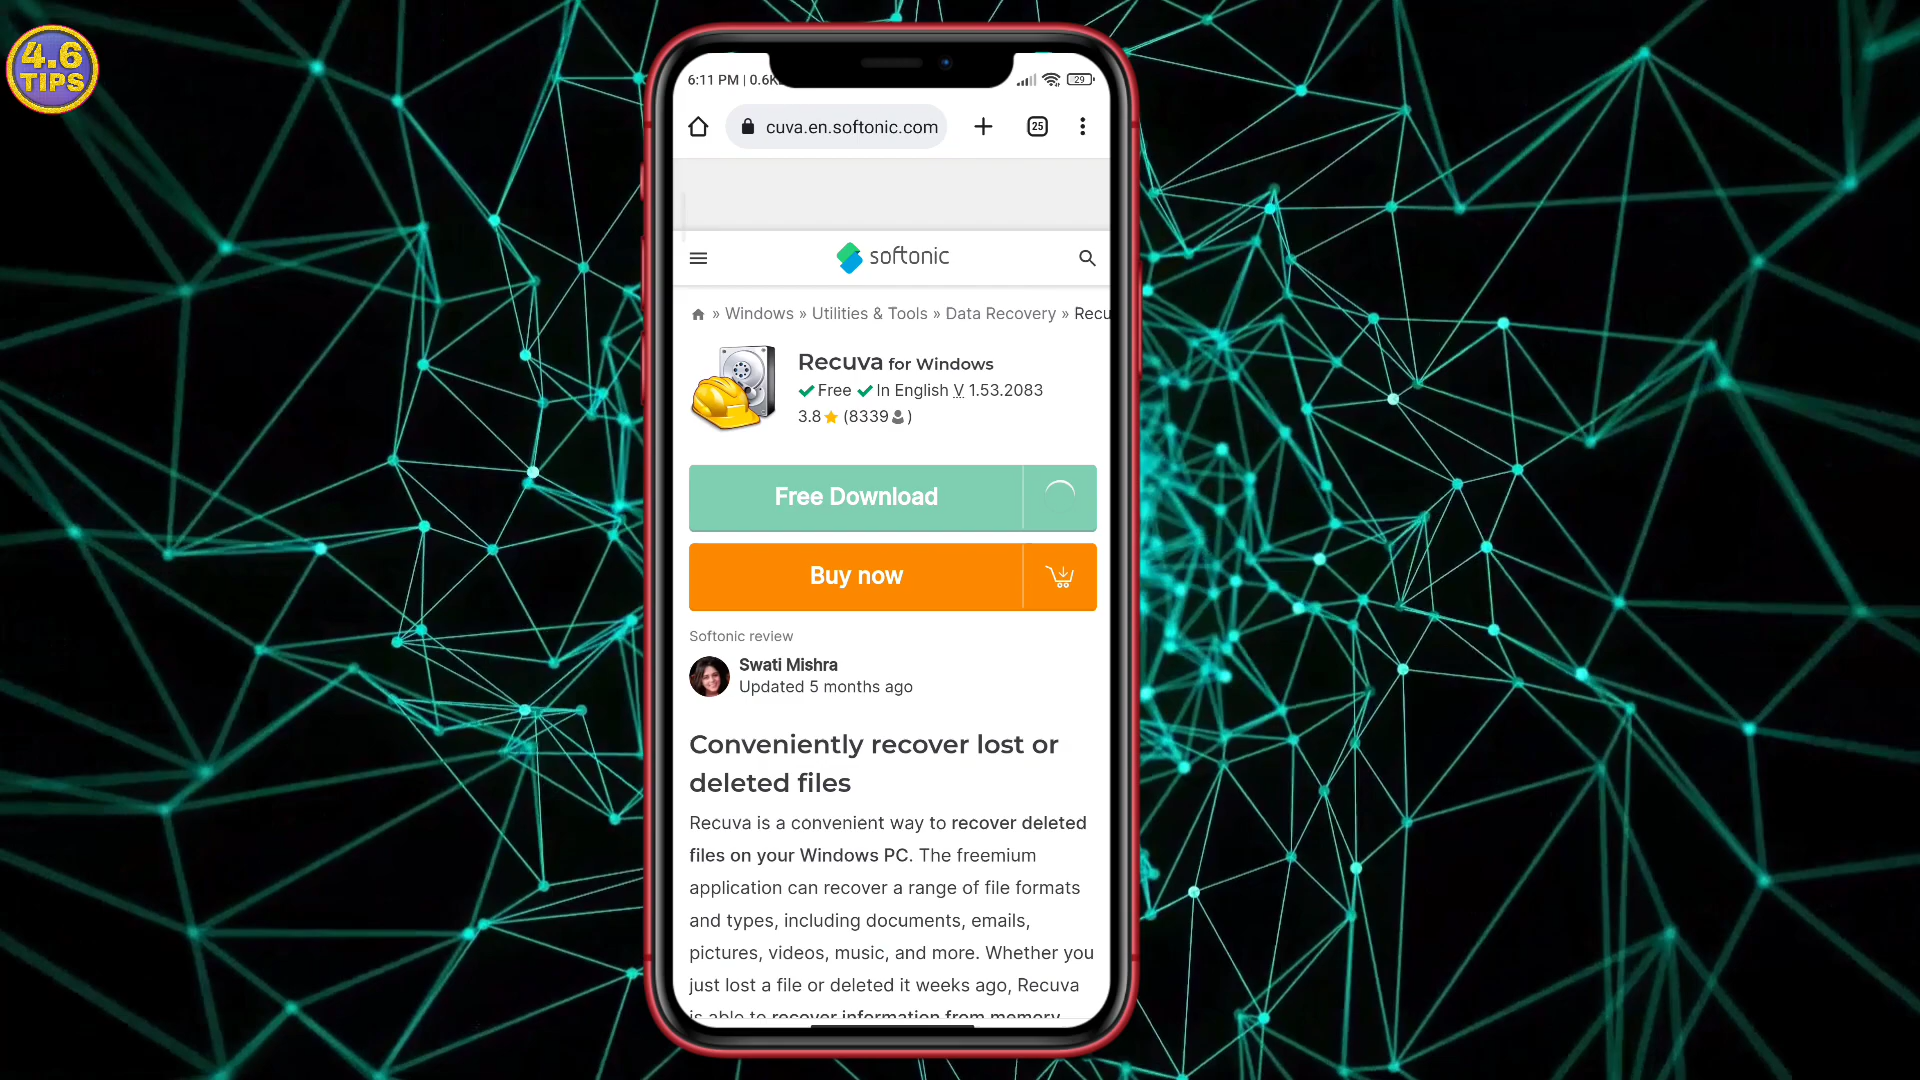 4.6
TIPS
6:11 PM | 0.6K
29
cuva.en.softonic.com
25
softonic
» Windows » Utilities & Tools » Data Recovery » Recu
Recuva for Windows
Free In English V 1.53.2083
3.8 (8339 )
Free Download
Buy now
Softonic review
Swati Mishra
Updated 5 months ago
Conveniently recover lost or
deleted files
Recuva is a convenient way to recover deleted
files on your Windows PC. The freemium
application can recover a range of file formats
and types, including documents, emails,
pictures, videos, music, and more. Whether you
just lost a file or deleted it weeks ago, Recuva
is able to recover information from memory